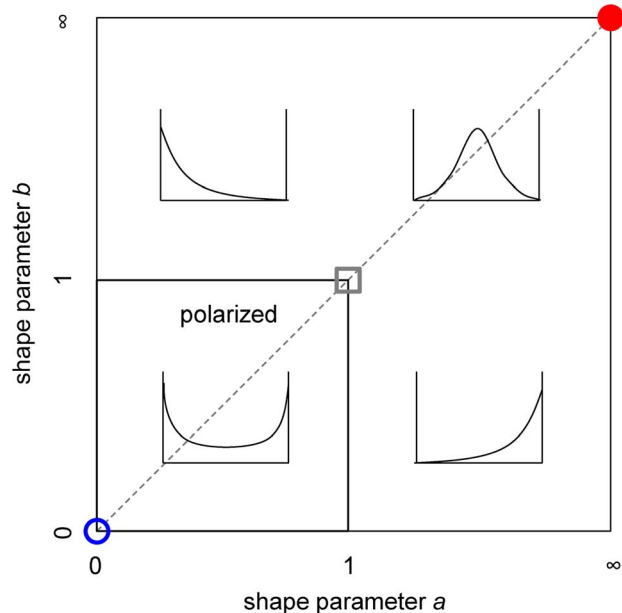 ∞
shape parameter b
1
polarized
0
0
1
∞
shape parameter a